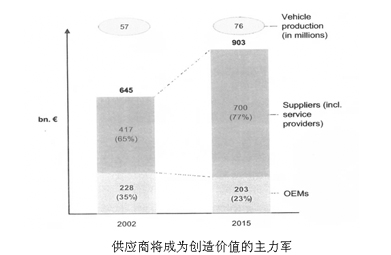 57
76
Vehicle
production
(in millions)
903
645
700
(77%)
Suppliers (incl.
service
providers)
bn. €
417
(65%)
228
(35%)
203
(23%)
OEMs
2002
2015
供应商将成为创造价值的主力军